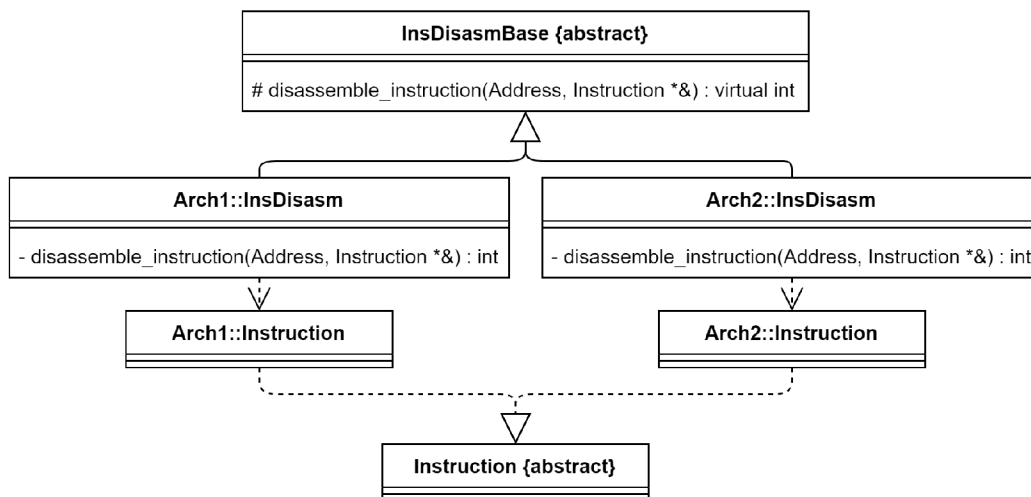 InsDisasmBase {abstract}
# disassemble_instruction(Address, Instruction *&) : virtual int
Arch1::InsDisasm
Arch2::InsDisasm
- disassemble_instruction(Address, Instruction *&) : int
- disassemble_instruction(Address, Instruction *&) : int
Arch1::Instruction
Arch2::Instruction
Instruction {abstract}